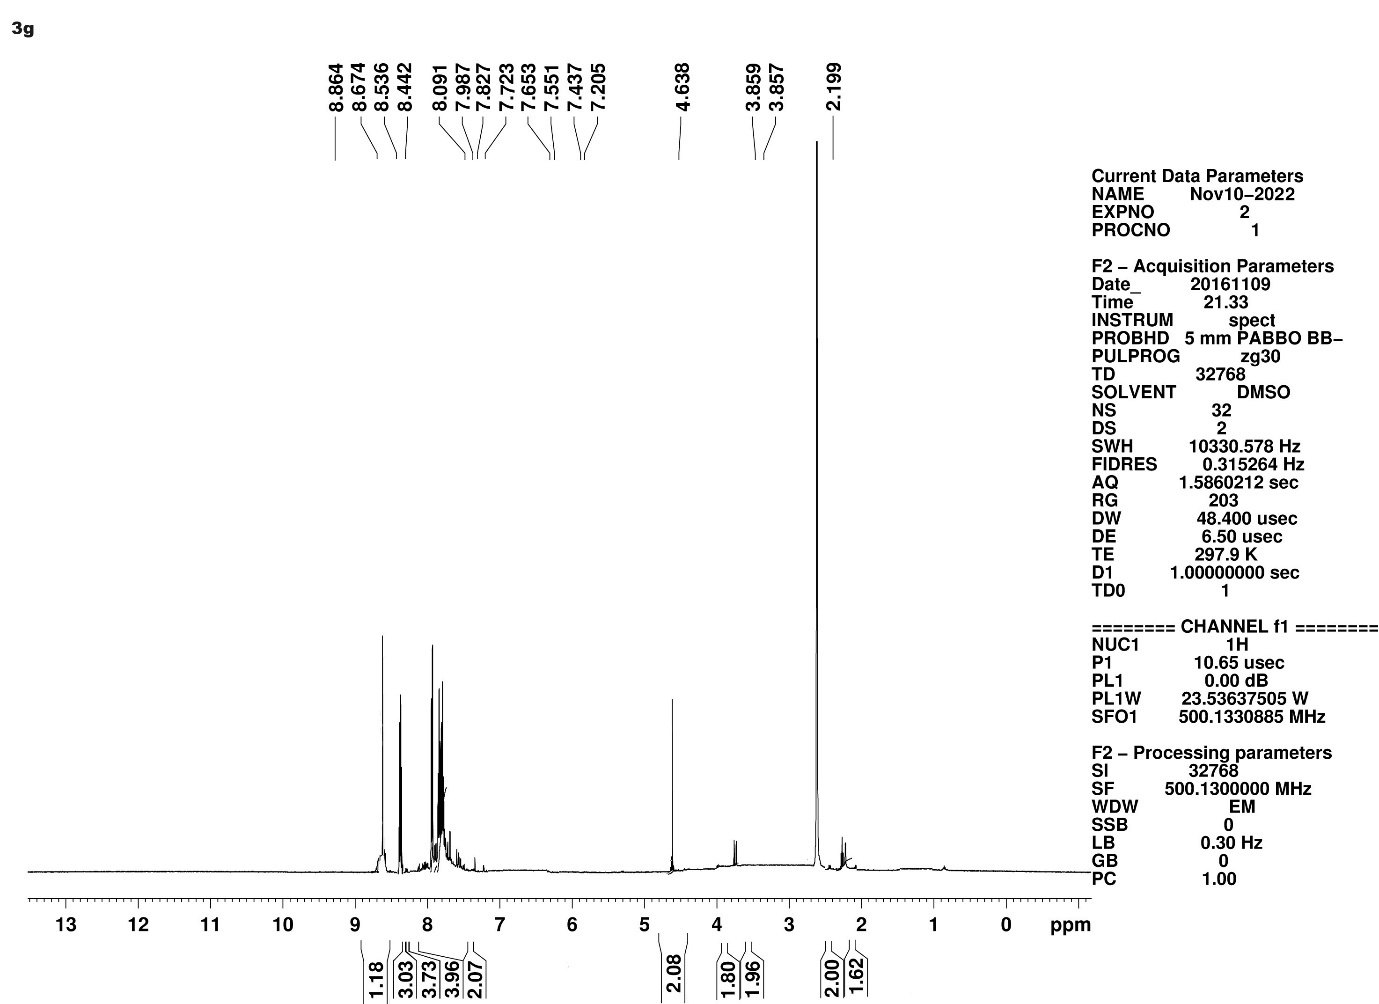 3g
8.864
8.674
8.536
8.442
8.091
7.987
7.827
7.723
7.653
7.551
7.437
7.205
4.638
3.859
3.857
2.199
Current Data Parameters
NAME Nov10–2022
EXPNO 2
PROCNO 1
F2 – Acquisition Parameters
Date_ 20161109
Time 21.33
INSTRUM spect
PROBHD 5 mm PABBO BB–
PULPROG zg30
TD 32768
SOLVENT DMSO
NS 32
DS 2
SWH 10330.578 Hz
FIDRES 0.315264 Hz
AQ 1.5860212 sec
RG 203
DW 48.400 usec
DE 6.50 usec
TE 297.9 K
D1 1.00000000 sec
TD0 1
======== CHANNEL f1 ========
NUC1 1H
P1 10.65 usec
PL1 0.00 dB
PL1W 23.53637505 W
SFO1 500.1330885 MHz
F2 – Processing parameters
SI 32768
SF 500.1300000 MHz
WDW EM
SSB 0
LB 0.30 Hz
GB 0
PC 1.00
13 12 11 10 9 8 7 6 5 4 3 2 1 0 ppm
1.18
3.03
3.73
3.96
2.07
2.08
1.80
1.96
2.00
1.62